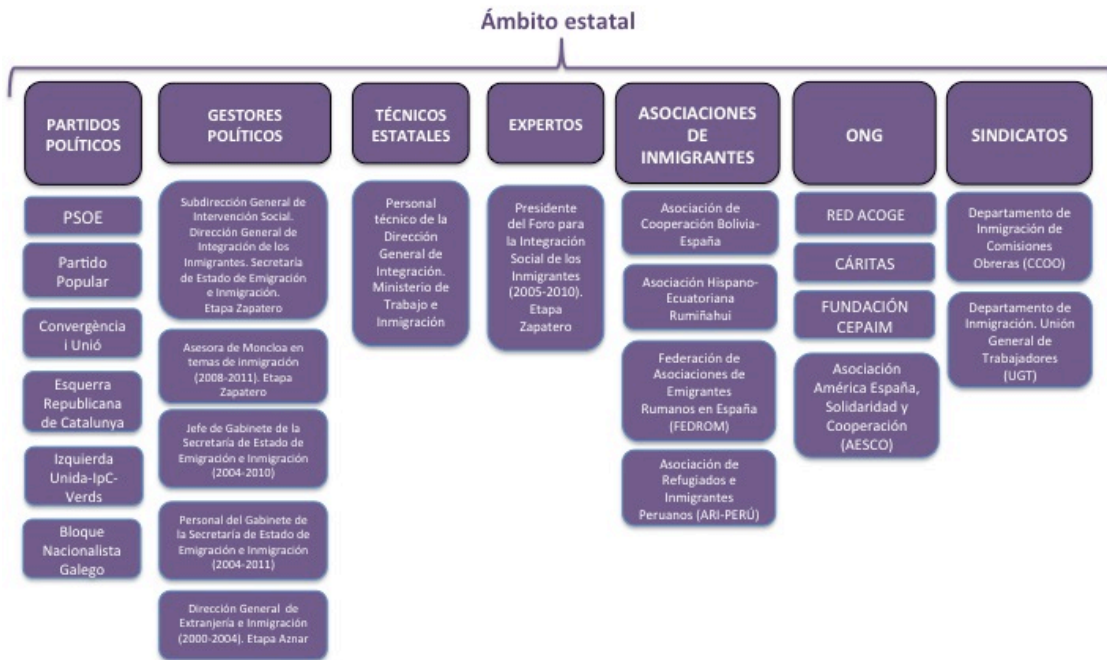 Ámbito estatal
PARTIDOS
POLÍTICOS
PSOE
Partido
Popular
Convergència
i Unió
Esquerra
Republicana
de Catalunya
Izquierda
Unida-IpC-
Verds
Bloque
Nacionalista
Galego
GESTORES
POLÍTICOS
Subdirección General de
Intervención Social.
Dirección General de
Integración de los
Inmigrantes. Secretaría
de Estado de Emigración
e Inmigración.
Etapa Zapatero
Asesora de Moncloa en
temas de inmigración
(2008-2011). Etapa
Zapatero
Jefe de Gabinete de la
Secretaría de Estado de
Emigración e Inmigración
(2004-2010)
Personal del Gabinete de
la Secretaría de Estado de
Emigración e Inmigración
(2004-2011)
Dirección General de
Extranjería e Inmigración
(2000-2004). Etapa Aznar
TÉCNICOS
ESTATALES
Personal
técnico de la
Dirección
General de
Integración.
Ministerio de
Trabajo e
Inmigración
EXPERTOS
Presidente
del Foro para
la Integración
Social de los
Inmigrantes
(2005-2010).
Etapa
Zapatero
ASOCIACIONES
DE
INMIGRANTES
Asociación de
Cooperación Bolivia-
España
Asociación Hispano-
Ecuatoriana
Rumiñahui
Federación de
Asociaciones de
Emigrantes
Rumanos en España
(FEDROM)
Asociación de
Refugiados e
Inmigrantes
Peruanos (ARI-PERÚ)
ONG
RED ACOGE
CÁRITAS
FUNDACIÓN
CEPAIM
Asociación
América España,
Solidaridad y
Cooperación
(AESCO)
SINDICATOS
Departamento de
Inmigración de
Comisiones
Obreras (CCOO)
Departamento de
Inmigración. Unión
General de
Trabajadores
(UGT)